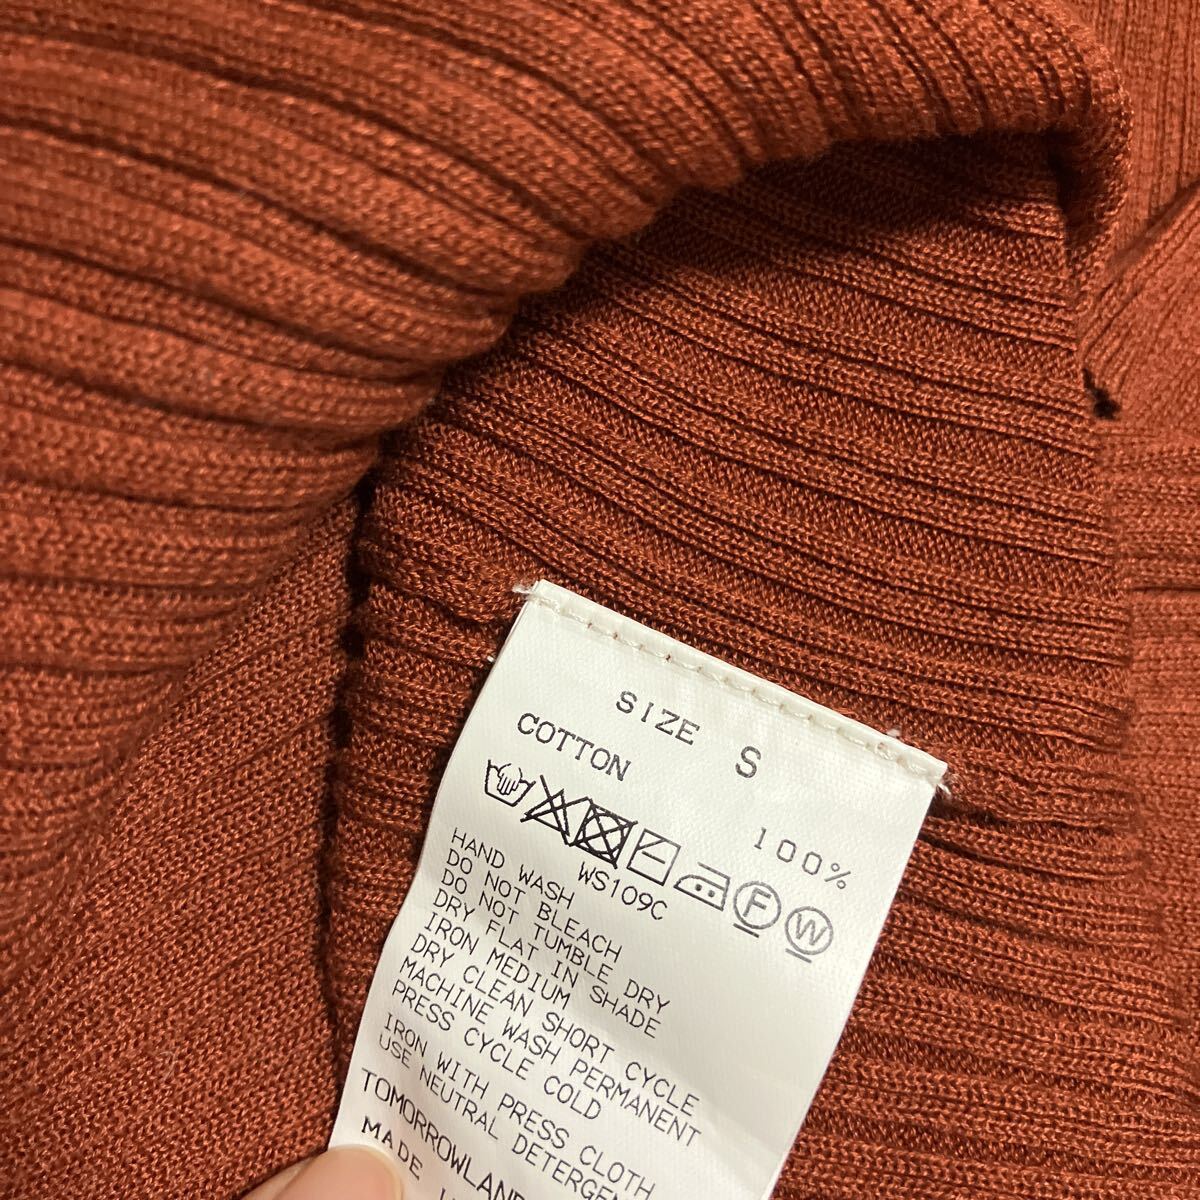 SIZE S
COTTON 100%
F W
WS109C
HAND WASH
DO NOT BLEACH
DO NOT TUMBLE DRY
DRY FLAT IN SHADE
IRON MEDIUM
DRY CLEAN SHORT CYCLE
MACHINE WASH PERMANENT
PRESS CYCLE COLD
IRON WITH PRESS CLOTH
USE NEUTRAL
TOMORROWLAND
MADE